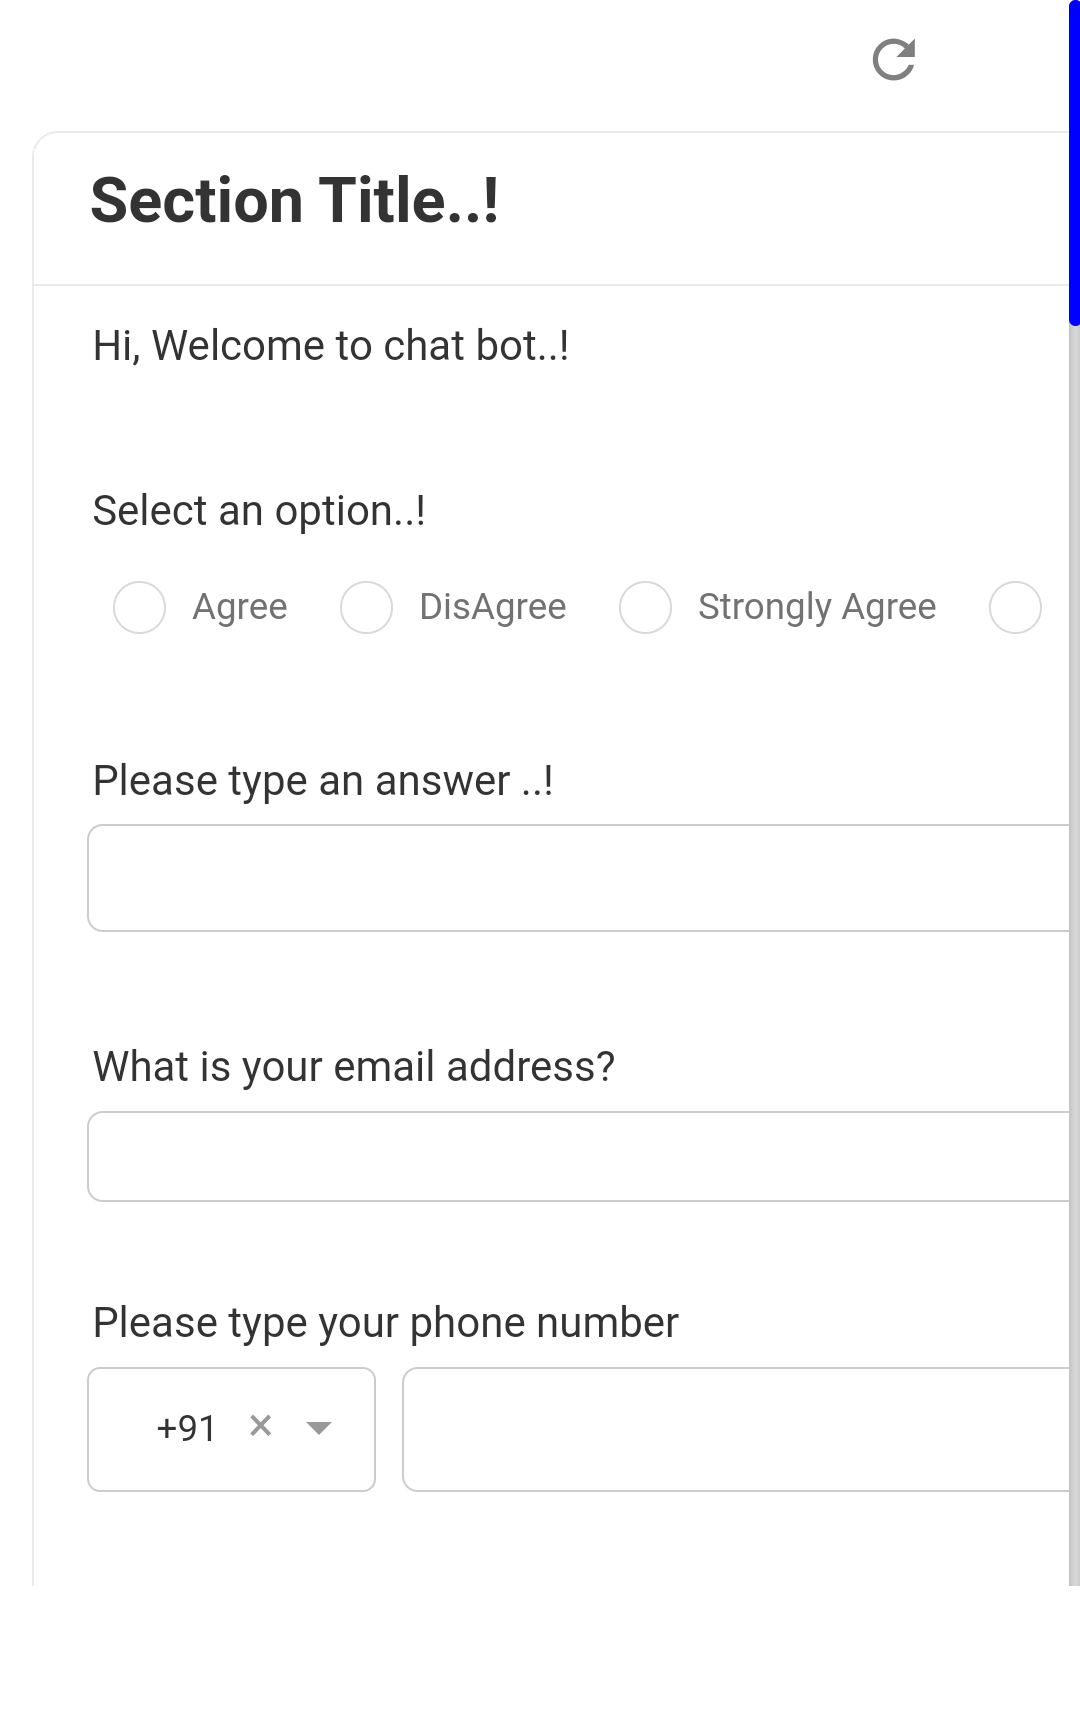 Section Title..!
Hi, Welcome to chat bot..!
Select an option..!
Agree DisAgree Strongly Agree
Please type an answer ..!
What is your email address?
Please type your phone number
+91 ×